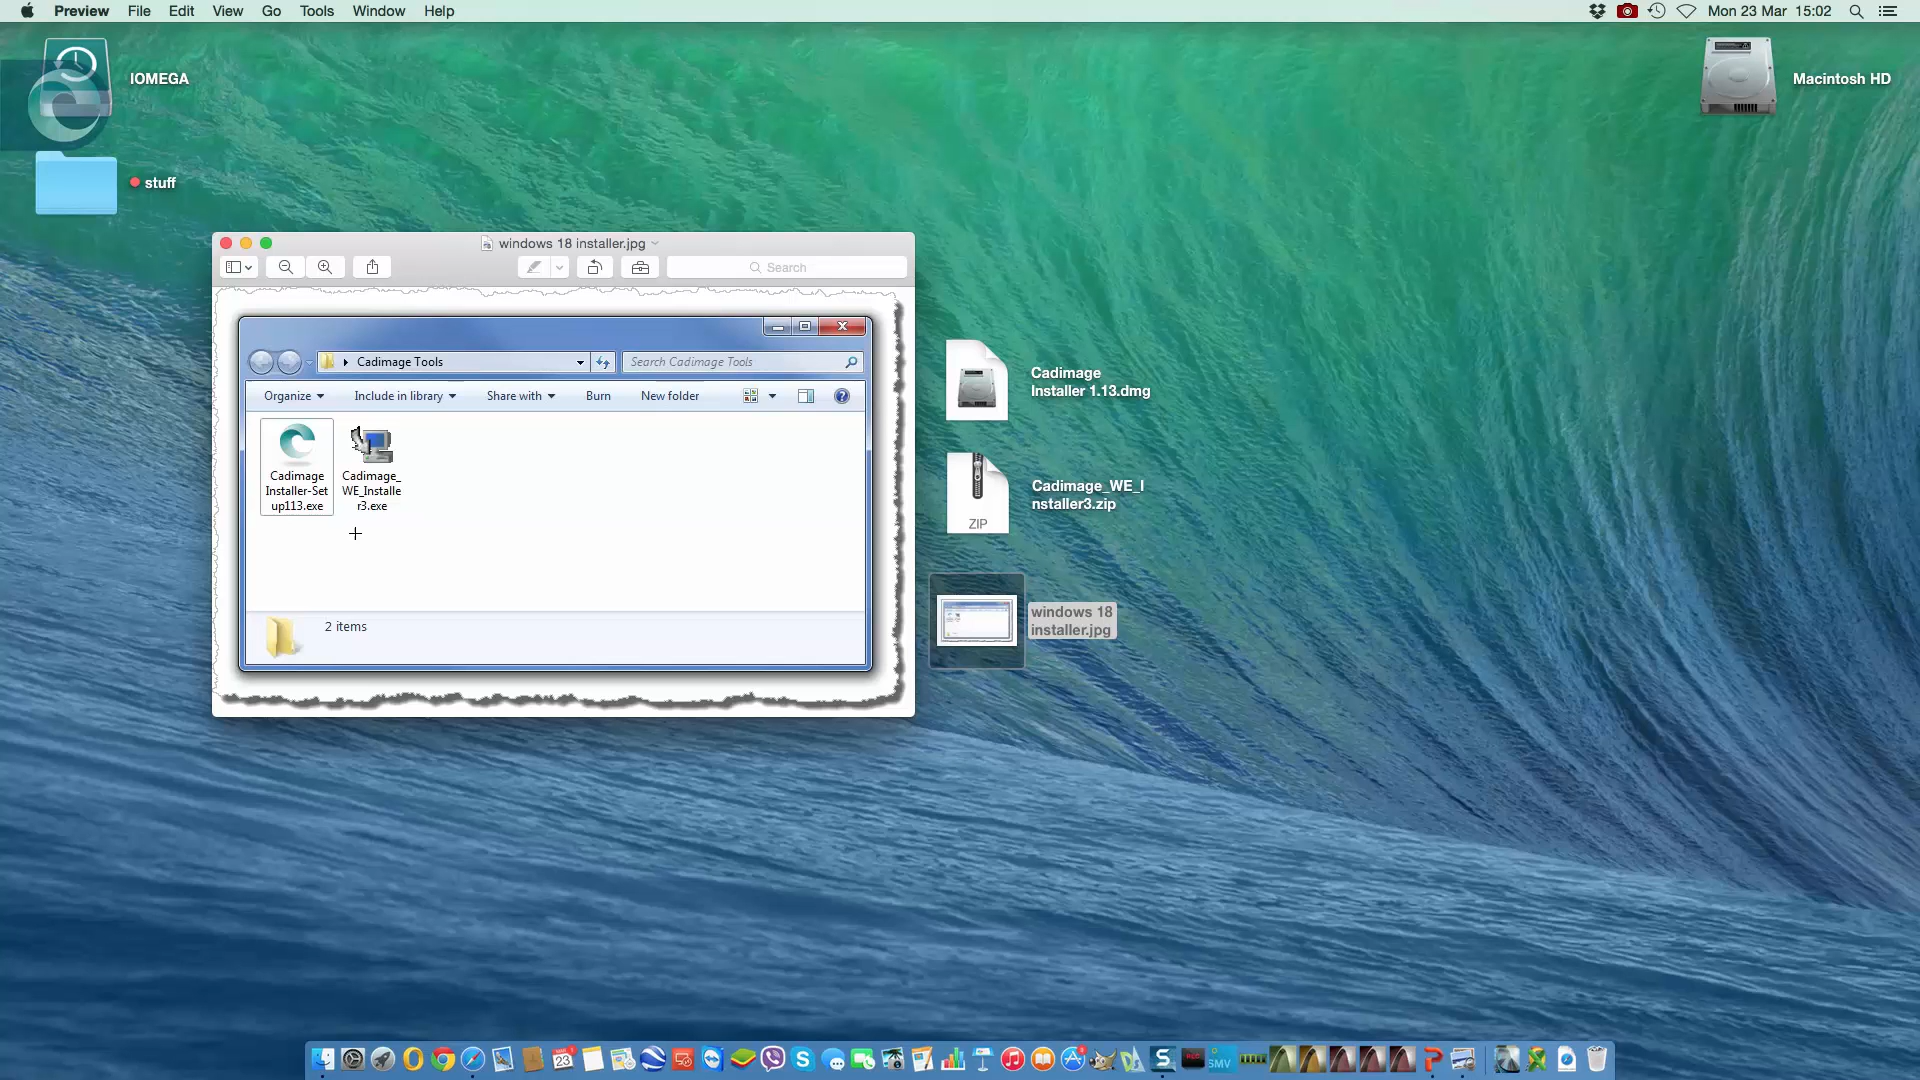 Preview File Edit View Go Tools Window Help
Mon 23 Mar 15:02
IOMEGA
Macintosh HD
stuff
windows 18 installer.jpg
Search
Cadimage Tools
Search Cadimage Tools
Organize Include in library Share with Burn New folder
Cadimage
Installer-Set
up113.exe
Cadimage_
WE_Installe
r3.exe
2 items
Cadimage
Installer 1.13.dmg
ZIP
Cadimage_WE_I
nstaller3.zip
windows 18
installer.jpg
23
SMV